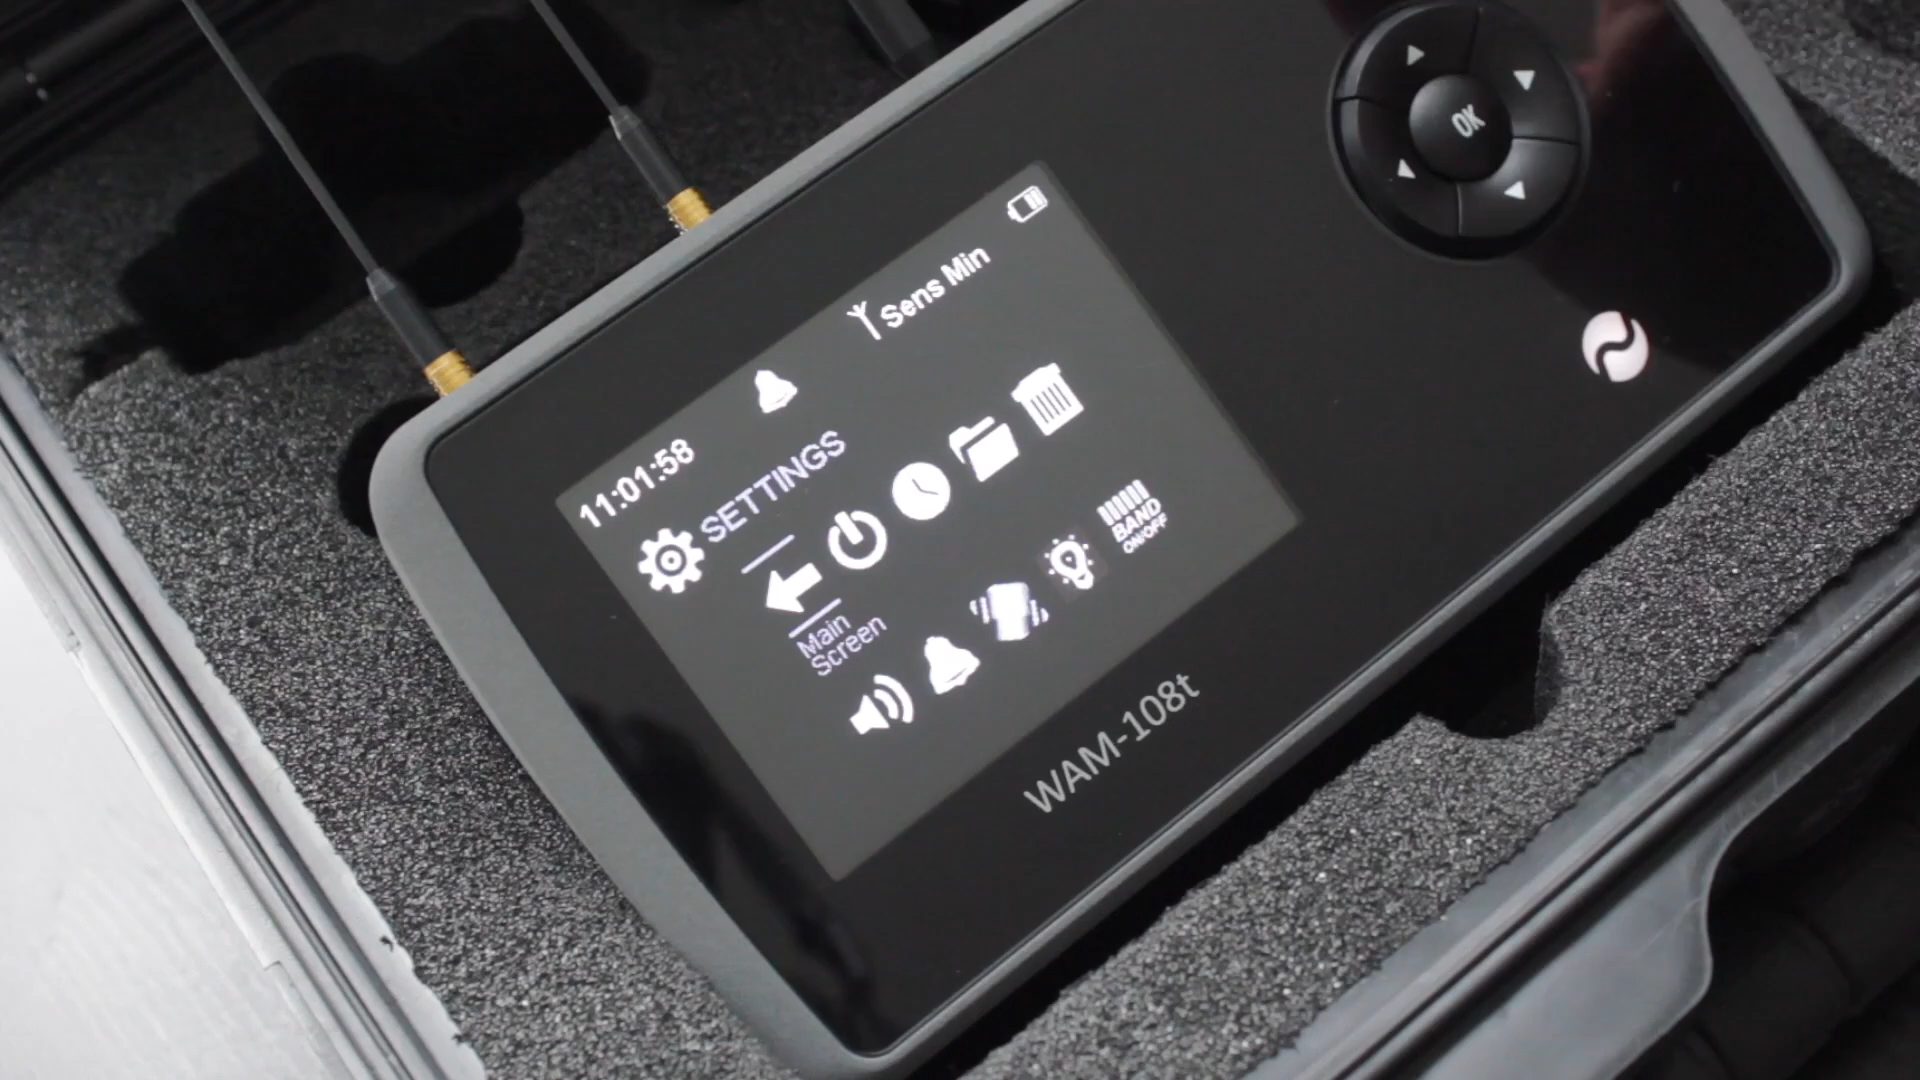 OK
Sens Min
11:01:58
SETTINGS
Main
Screen
BAND
ON/OFF
WAM-108t